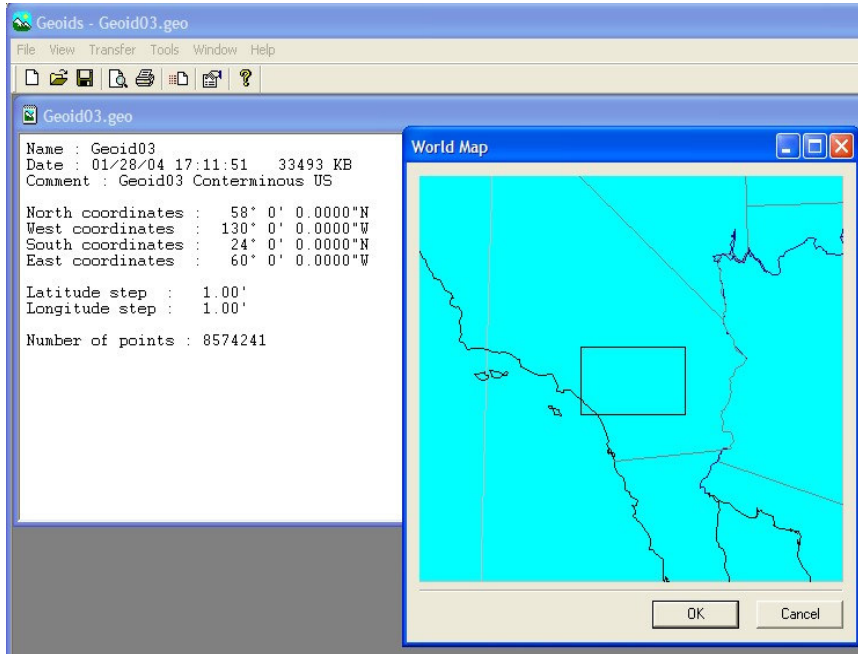 Geoids - Geoid03.geo
File View Transfer Tools Window Help
Geoid03.geo
Name : Geoid03
Date : 01/28/04 17:11:51 33493 KB
Comment : Geoid03 Conterminous US
North coordinates : 58° 0' 0.0000"N
West coordinates : 130° 0' 0.0000"W
South coordinates : 24° 0' 0.0000"N
East coordinates : 60° 0' 0.0000"W
Latitude step : 1.00'
Longitude step : 1.00'
Number of points : 8574241
World Map
OK Cancel